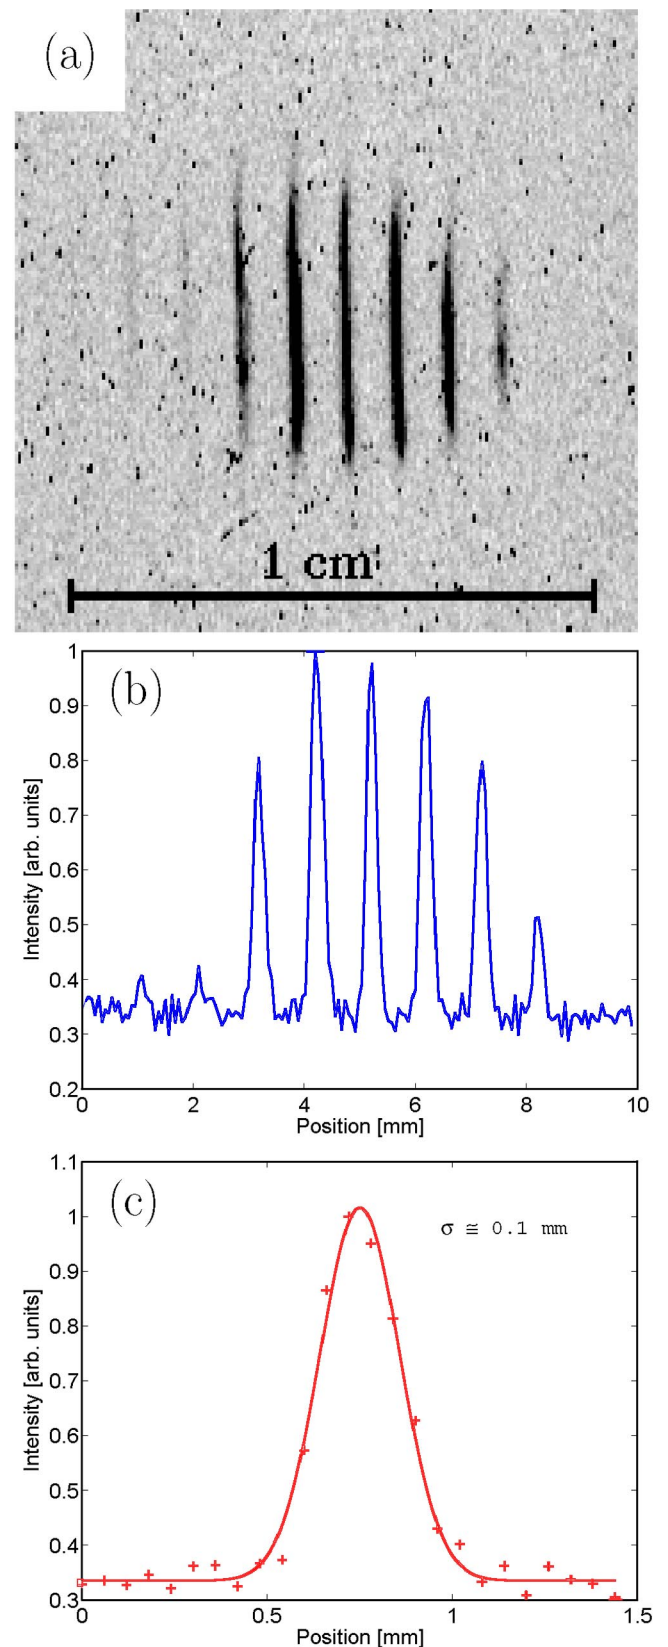 (a)
1 cm
(b)
1
0.9
0.8
0.7
0.6
0.5
0.4
0.3
0.2
Intensity [arb. units]
0 2 4 6 8 10
Position [mm]
(c)
1.1
1
0.9
0.8
0.7
0.6
0.5
0.4
0.3
Intensity [arb. units]
σ ≅ 0.1 mm
0 0.5 1 1.5
Position [mm]